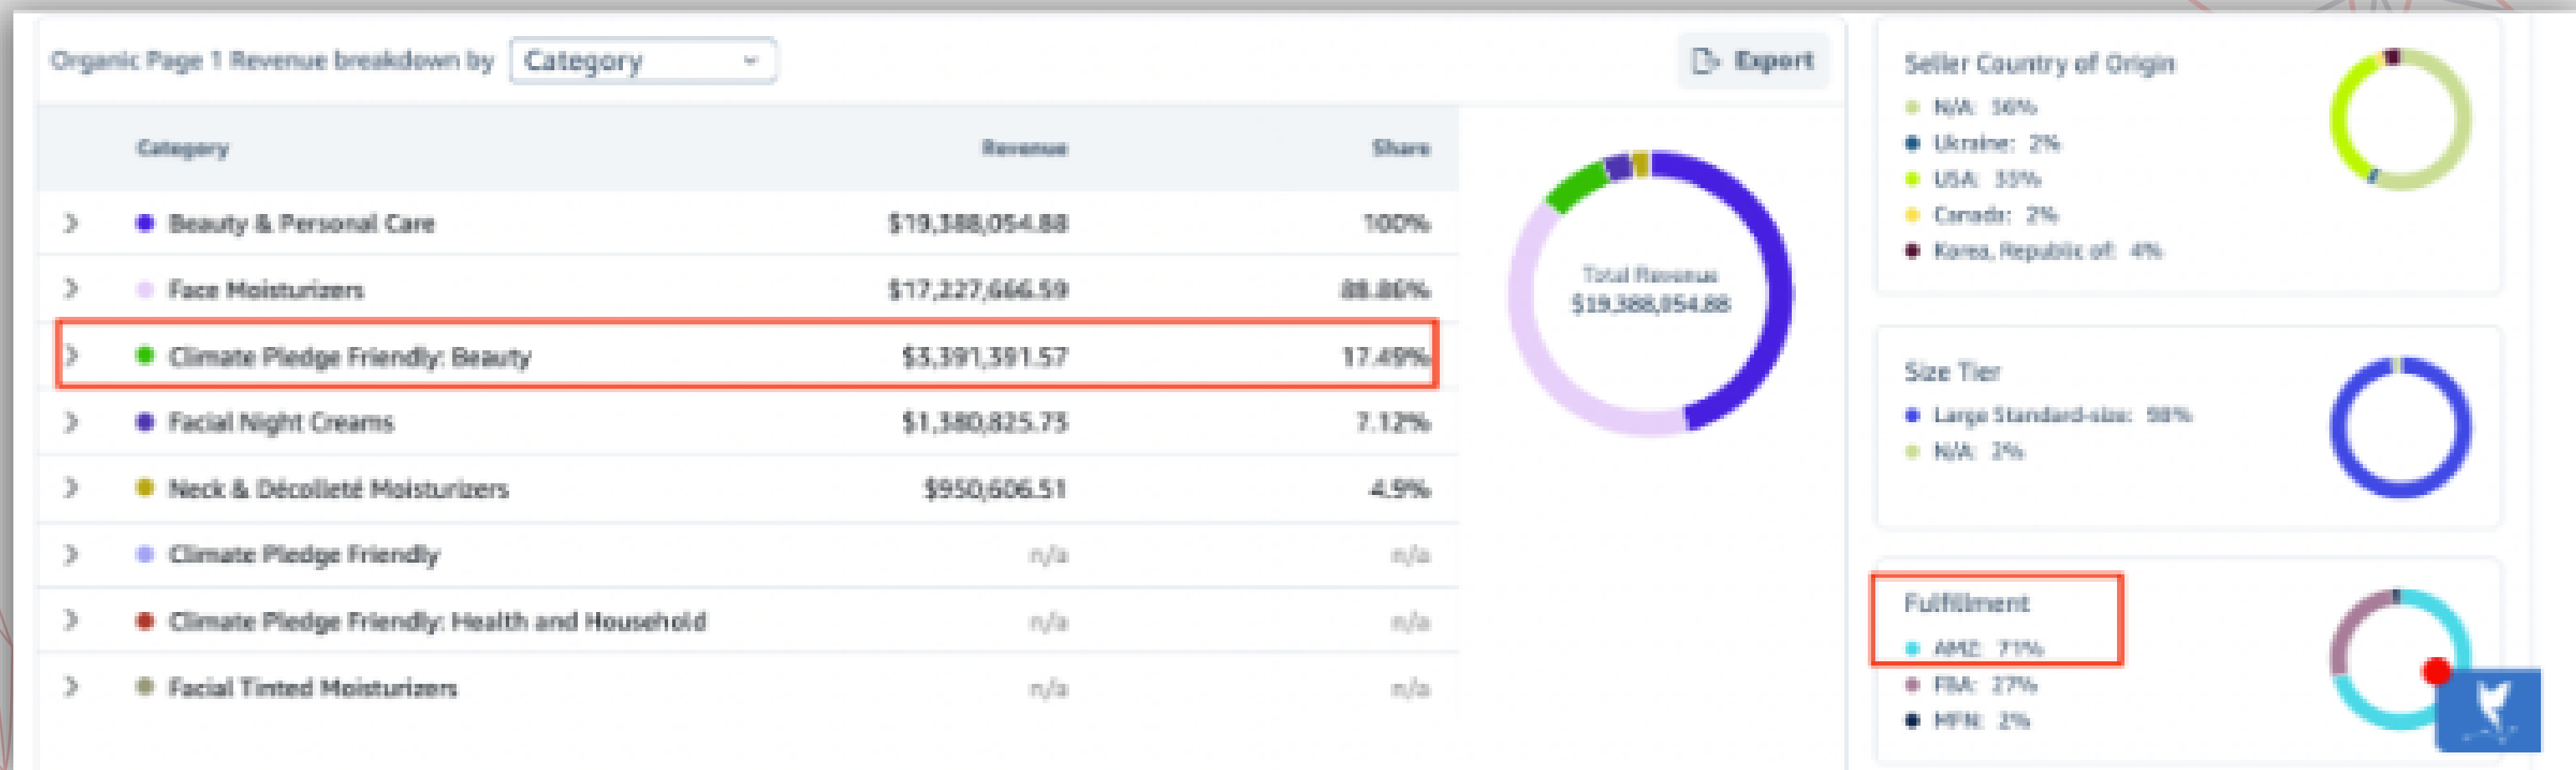 Organic Page 1 Revenue breakdown by Category
Export
Category Revenue Share
Beauty & Personal Care $19,388,054.88 100%
Face Moisturizers $17,227,666.59 88.86%
Climate Pledge Friendly: Beauty $3,391,391.57 17.49%
Facial Night Creams $1,380,825.73 7.12%
Neck & Décolleté Moisturizers $950,606.51 4.9%
Climate Pledge Friendly n/a n/a
Climate Pledge Friendly: Health and Household n/a n/a
Facial Tinted Moisturizers n/a n/a
Total Revenue
$19,388,054.88
Seller Country of Origin
N/A: 56%
Ukraine: 2%
USA: 35%
Canada: 2%
Korea, Republic of: 4%
Size Tier
Large Standard-size: 98%
N/A: 2%
Fulfillment
AMZ: 71%
FBA: 27%
MFN: 2%